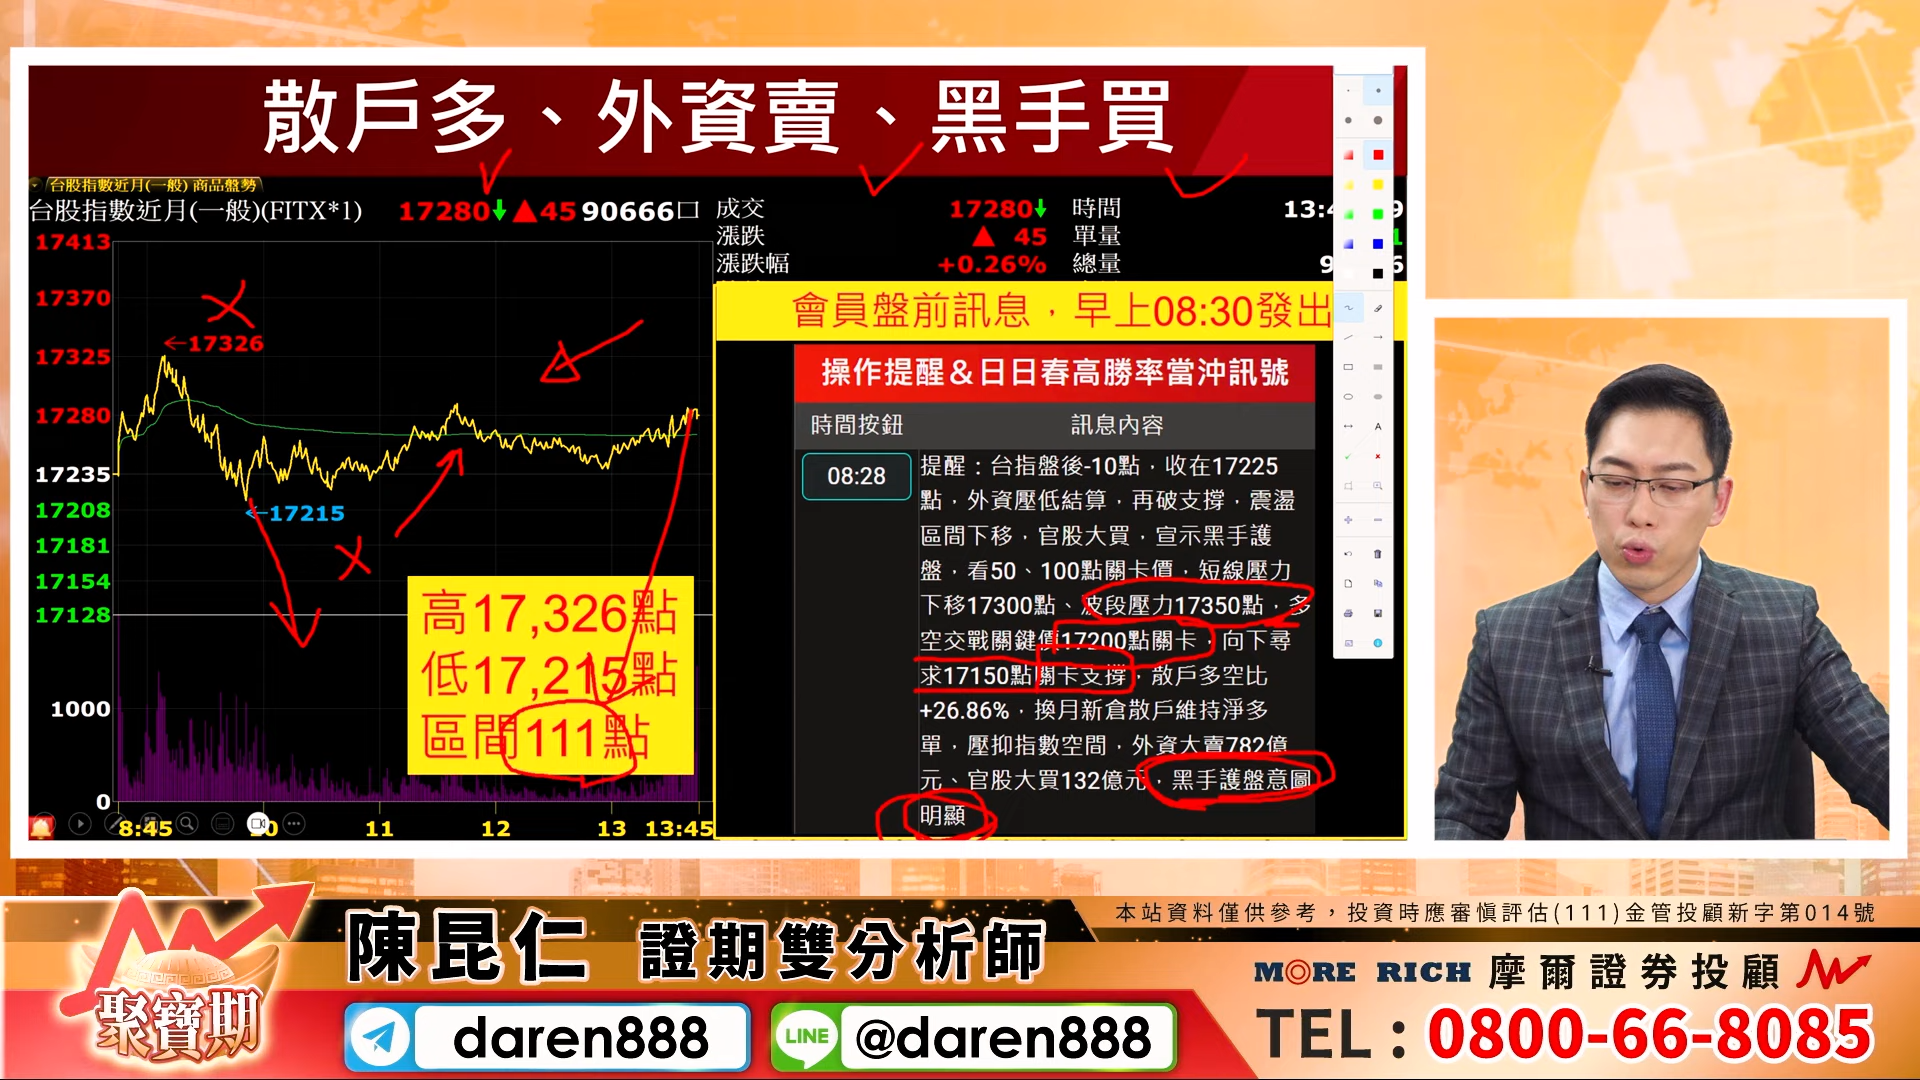 散戶多、外資賣、黑手買
台股指數近月(一般) 商品盤勢
台股指數近月(一般)(FITX*1) 17280↓ ▲45 90666口
成交 17280↓ 時間 13:4
漲跌 ▲ 45 單量 1
漲跌幅 +0.26% 總量
17413
17370
17325
17280
17235
17208
17181
17154
17128
1000
0
←17326
←17215
8:45 10 11 12 13 13:45
高17,326點
低17,215點
區間111點
會員盤前訊息，早上08:30發出
操作提醒＆日日春高勝率當沖訊號
時間按鈕 訊息內容
08:28
提醒：台指盤後-10點，收在17225
點，外資壓低結算，再破支撐，震盪
區間下移，官股大買，宣示黑手護
盤，看50、100點關卡價，短線壓力
下移17300點、波段壓力17350點，多
空交戰關鍵價17200點關卡，向下尋
求17150點關卡支撐，散戶多空比
+26.86%，換月新倉散戶維持淨多
單，壓抑指數空間，外資大賣782億
元、官股大買132億元，黑手護盤意圖
明顯
聚寶期
陳昆仁 證期雙分析師
daren888
LINE
@daren888
本站資料僅供參考，投資時應審慎評估(111)金管投顧新字第014號
MORE RICH 摩爾證券投顧
TEL：0800-66-8085